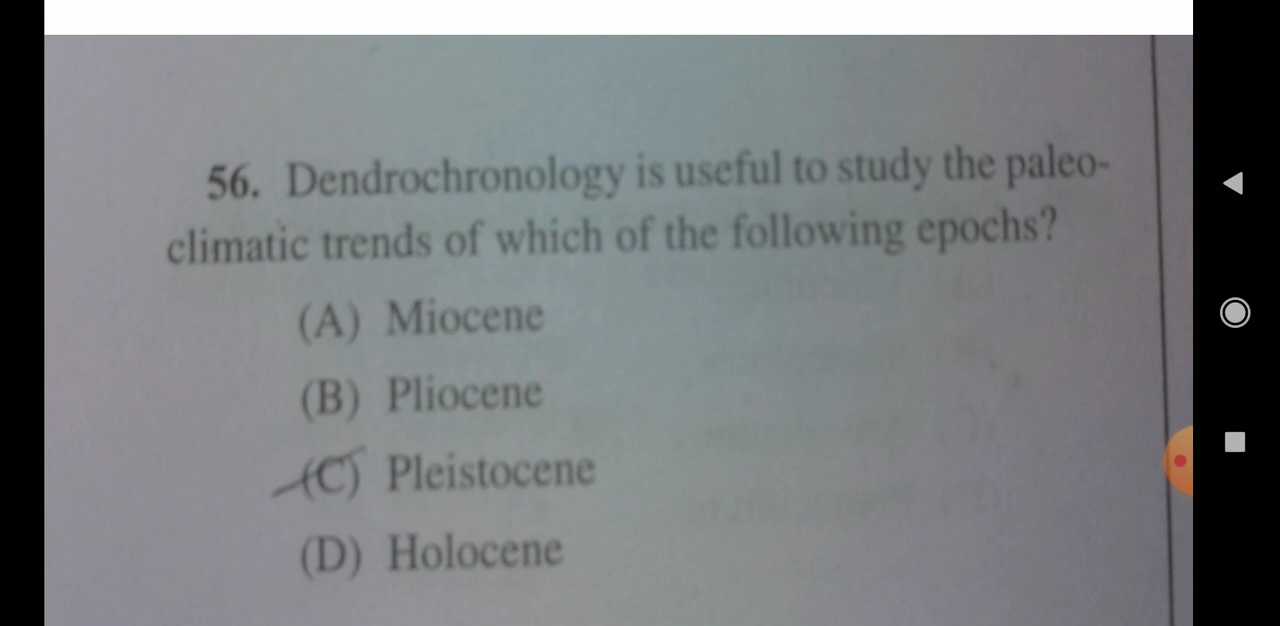 56. Dendrochronology is useful to study the paleo-
climatic trends of which of the following epochs?
(A) Miocene
(B) Pliocene
(C) Pleistocene
(D) Holocene